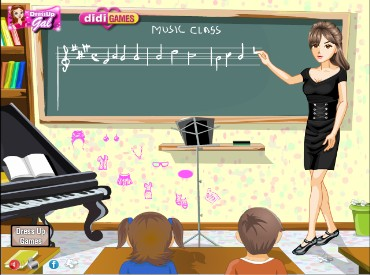 DressUp
Gal
didi GAMES
MUSIC CLASS
Dress Up
Games